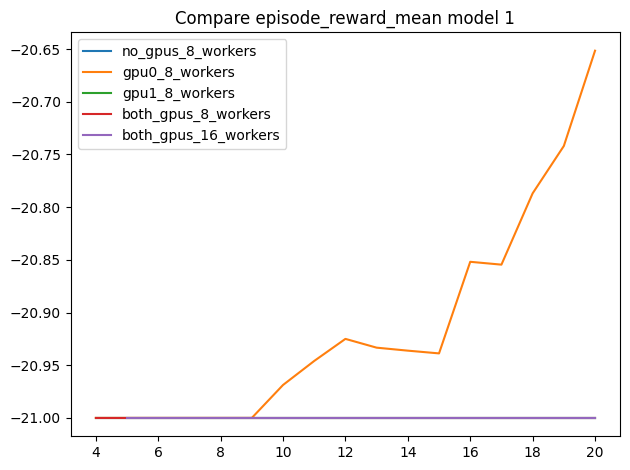 Compare episode_reward_mean model 1
no_gpus_8_workers
gpu0_8_workers
gpu1_8_workers
both_gpus_8_workers
both_gpus_16_workers
−20.65
−20.70
−20.75
−20.80
−20.85
−20.90
−20.95
−21.00
4 6 8 10 12 14 16 18 20